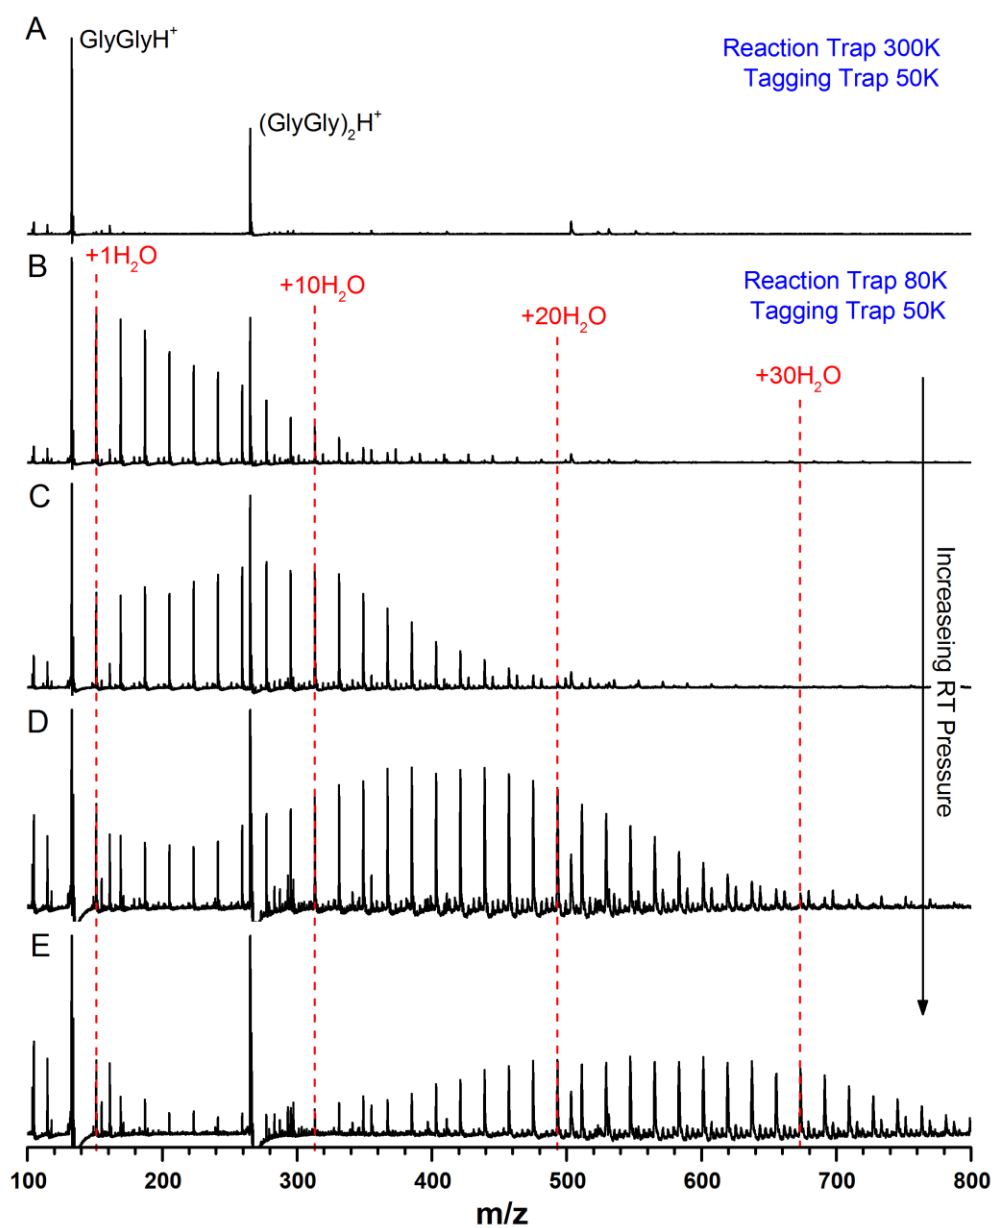 A
GlyGlyH⁺
(GlyGly)₂H⁺
Reaction Trap 300K
Tagging Trap 50K
B
+1H₂O
+10H₂O
+20H₂O
+30H₂O
Reaction Trap 80K
Tagging Trap 50K
C
Increaseing RT Pressure
D
E
100 200 300 400 500 600 700 800
m/z